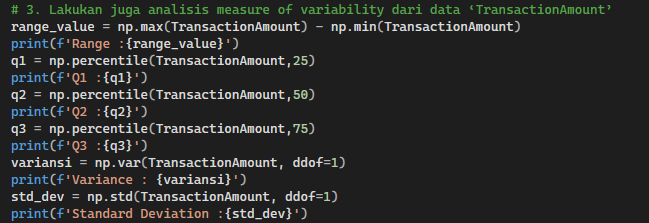 # 3. Lakukan juga analisis measure of variability dari data ‘TransactionAmount’
range_value = np.max(TransactionAmount) - np.min(TransactionAmount)
print(f'Range :{range_value}')
q1 = np.percentile(TransactionAmount,25)
print(f'Q1 :{q1}')
q2 = np.percentile(TransactionAmount,50)
print(f'Q2 :{q2}')
q3 = np.percentile(TransactionAmount,75)
print(f'Q3 :{q3}')
variansi = np.var(TransactionAmount, ddof=1)
print(f'Variance : {variansi}')
std_dev = np.std(TransactionAmount, ddof=1)
print(f'Standard Deviation :{std_dev}')